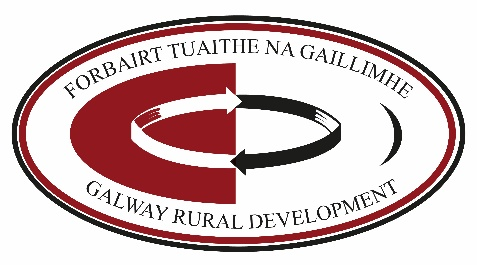 FORBAIRT TUAITHE NA GAILLIMHE
GALWAY RURAL DEVELOPMENT